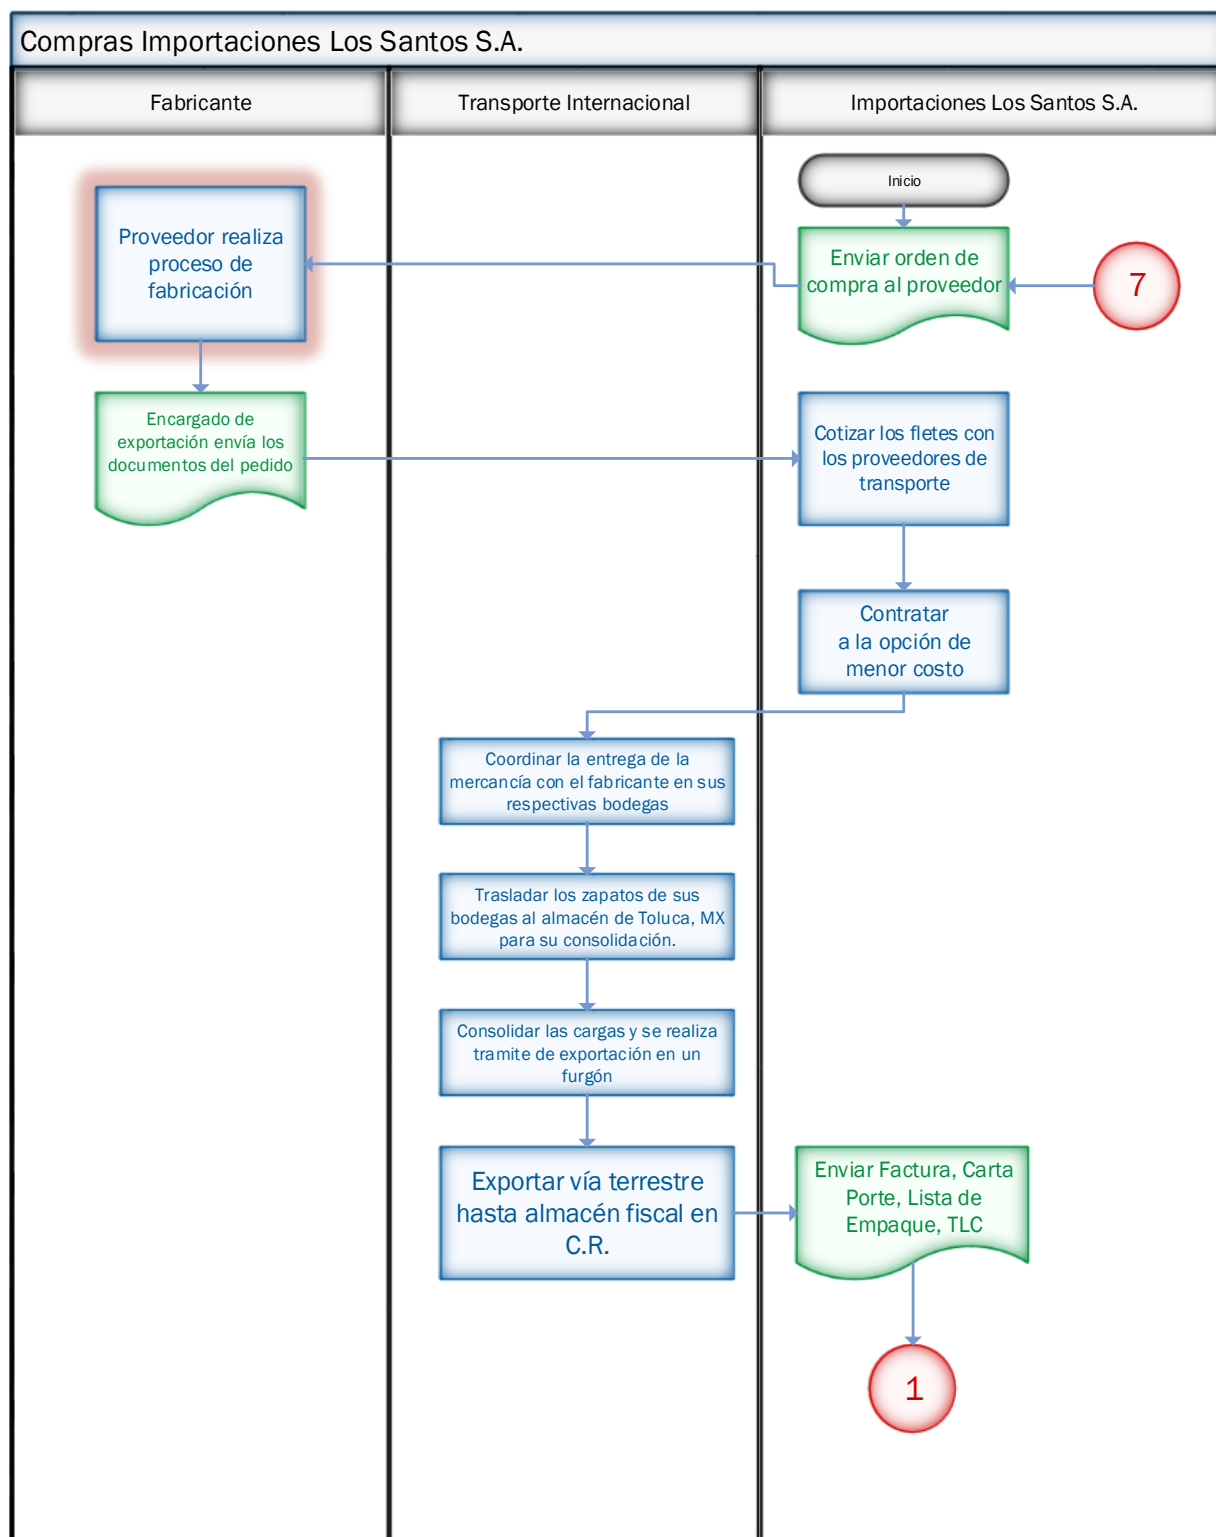 Compras Importaciones Los Santos S.A.
Fabricante
Transporte Internacional
Importaciones Los Santos S.A.
Inicio
Proveedor realiza
proceso de
fabricación
Enviar orden de
compra al proveedor
7
Encargado de
exportación envía los
documentos del pedido
Cotizar los fletes con
los proveedores de
transporte
Contratar
a la opción de
menor costo
Coordinar la entrega de la
mercancía con el fabricante en sus
respectivas bodegas
Trasladar los zapatos de sus
bodegas al almacén de Toluca, MX
para su consolidación.
Consolidar las cargas y se realiza
tramite de exportación en un
furgón
Exportar vía terrestre
hasta almacén fiscal en
C.R.
Enviar Factura, Carta
Porte, Lista de
Empaque, TLC
1